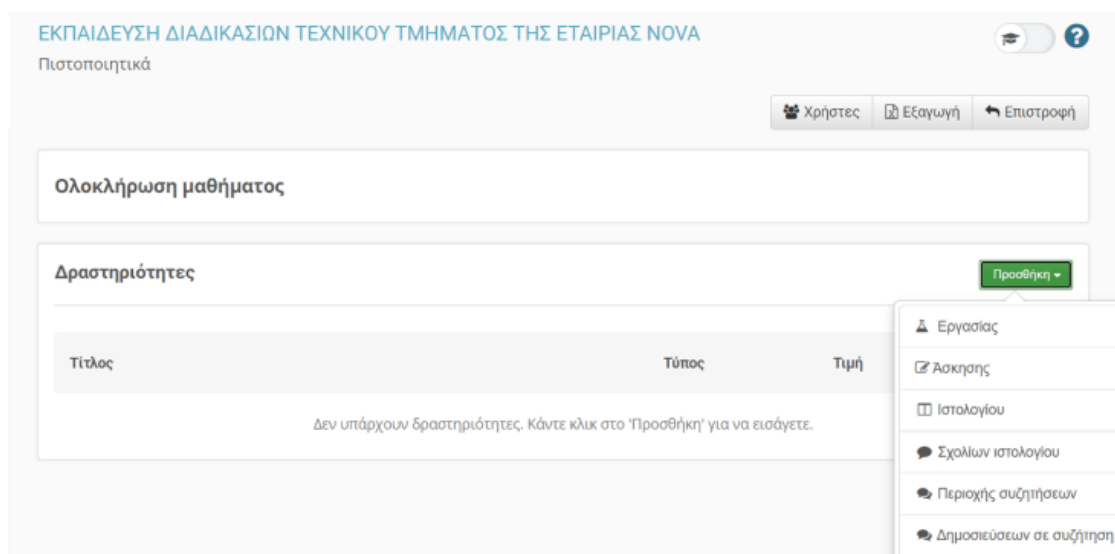 ΕΚΠΑΙΔΕΥΣΗ ΔΙΑΔΙΚΑΣΙΩΝ ΤΕΧΝΙΚΟΥ ΤΜΗΜΑΤΟΣ ΤΗΣ ΕΤΑΙΡΙΑΣ NOVA
Πιστοποιητικά
Χρήστες Εξαγωγή Επιστροφή
Ολοκλήρωση μαθήματος
Δραστηριότητες
Προσθήκη
Εργασίας
Τίτλος Τύπος Τιμή
Άσκησης
Ιστολογίου
Δεν υπάρχουν δραστηριότητες. Κάντε κλικ στο 'Προσθήκη' για να εισάγετε.
Σχολίων ιστολογίου
Περιοχής συζητήσεων
Δημοσιεύσεων σε συζήτηση